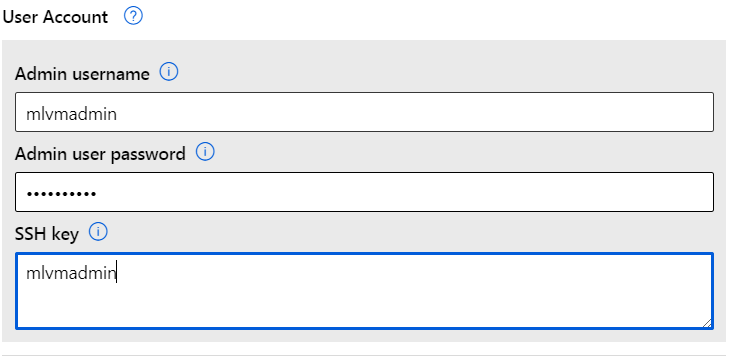 User Account
Admin username
mlvmadmin
Admin user password
••••••••••
SSH key
mlvmadmin